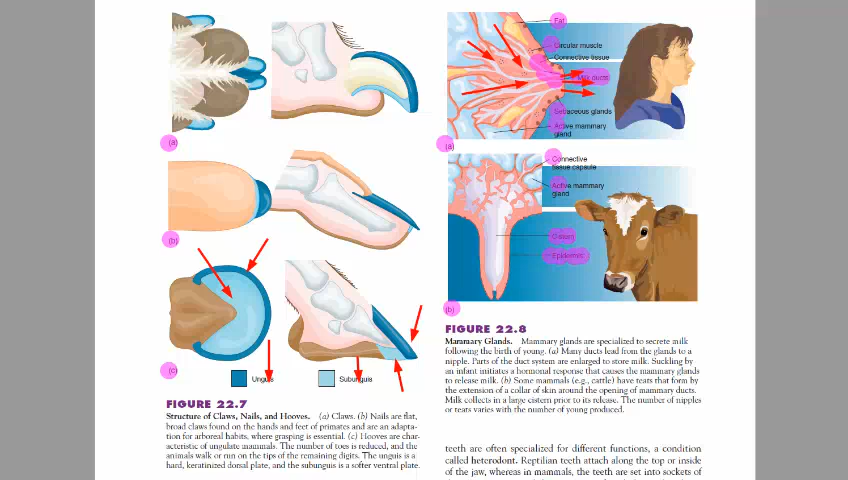 (a)
(b)
(c)
Unguis
Subunguis
FIGURE 22.7
Structure of Claws, Nails, and Hooves. (a) Claws. (b) Nails are flat,
broad claws found on the hands and feet of primates and are an adapta-
tion for arboreal habits, where grasping is essential. (c) Hooves are char-
acteristic of ungulate mammals. The number of toes is reduced, and the
animals walk or run on the tips of the remaining digits. The unguis is a
hard, keratinized dorsal plate, and the subunguis is a softer ventral plate.
Fat
Circular muscle
Connective tissue
Milk ducts
Sebaceous glands
Active mammary
gland
(a)
Connective
tissue capsule
Active mammary
gland
Cistern
Epidermis
(b)
FIGURE 22.8
Mammary Glands. Mammary glands are specialized to secrete milk
following the birth of young. (a) Many ducts lead from the glands to a
nipple. Parts of the duct system are enlarged to store milk. Suckling by
an infant initiates a hormonal response that causes the mammary glands
to release milk. (b) Some mammals (e.g., cattle) have teats that form by
the extension of a collar of skin around the opening of mammary ducts.
Milk collects in a large cistern prior to its release. The number of nipples
or teats varies with the number of young produced.
teeth are often specialized for different functions, a condition
called heterodont. Reptilian teeth attach along the top or inside
of the jaw, whereas in mammals, the teeth are set into sockets of